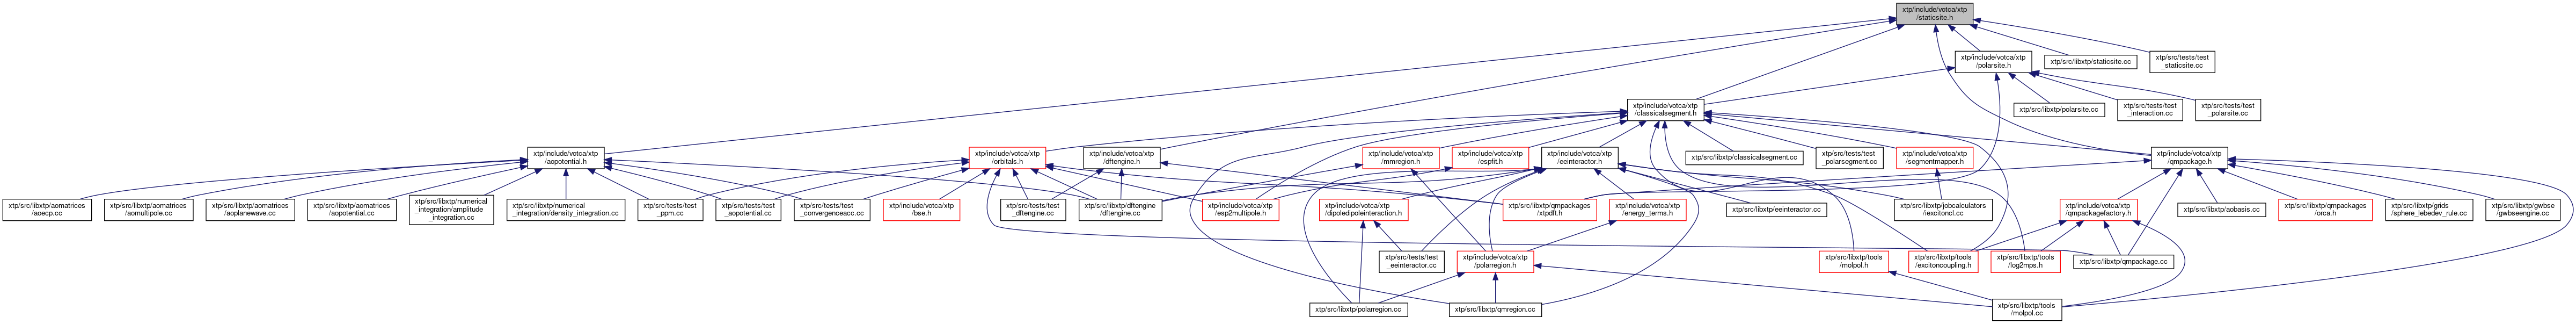 xtp/include/votca/xtp
/staticsite.h
xtp/include/votca/xtp
/polarsite.h
xtp/src/libxtp/staticsite.cc
xtp/src/tests/test
_staticsite.cc
xtp/include/votca/xtp
/classicalsegment.h
xtp/src/libxtp/polarsite.cc
xtp/src/tests/test
_interaction.cc
xtp/src/tests/test
_polarsite.cc
xtp/include/votca/xtp
/aopotential.h
xtp/include/votca/xtp
/orbitals.h
xtp/include/votca/xtp
/dftengine.h
xtp/include/votca/xtp
/mmregion.h
xtp/include/votca/xtp
/espfit.h
xtp/include/votca/xtp
/eeinteractor.h
xtp/src/libxtp/classicalsegment.cc
xtp/src/tests/test
_polarsegment.cc
xtp/include/votca/xtp
/segmentmapper.h
xtp/include/votca/xtp
/qmpackage.h
xtp/src/libxtp/aomatrices
/aoecp.cc
xtp/src/libxtp/aomatrices
/aomultipole.cc
xtp/src/libxtp/aomatrices
/aoplanewave.cc
xtp/src/libxtp/aomatrices
/aopotential.cc
xtp/src/libxtp/numerical
_integration/amplitude
_integration.cc
xtp/src/libxtp/numerical
_integration/density_integration.cc
xtp/src/tests/test
_ppm.cc
xtp/src/tests/test
_aopotential.cc
xtp/src/tests/test
_convergenceacc.cc
xtp/include/votca/xtp
/bse.h
xtp/src/tests/test
_dftengine.cc
xtp/src/libxtp/dftengine
/dftengine.cc
xtp/include/votca/xtp
/esp2multipole.h
xtp/include/votca/xtp
/dipoledipoleinteraction.h
xtp/src/libxtp/qmpackages
/xtpdft.h
xtp/include/votca/xtp
/energy_terms.h
xtp/src/libxtp/eeinteractor.cc
xtp/src/libxtp/jobcalculators
/iexcitoncl.cc
xtp/include/votca/xtp
/qmpackagefactory.h
xtp/src/libxtp/aobasis.cc
xtp/src/libxtp/qmpackages
/orca.h
xtp/src/libxtp/grids
/sphere_lebedev_rule.cc
xtp/src/libxtp/gwbse
/gwbseengine.cc
xtp/src/tests/test
_eeinteractor.cc
xtp/include/votca/xtp
/polarregion.h
xtp/src/libxtp/tools
/molpol.h
xtp/src/libxtp/tools
/excitoncoupling.h
xtp/src/libxtp/tools
/log2mps.h
xtp/src/libxtp/qmpackage.cc
xtp/src/libxtp/polarregion.cc
xtp/src/libxtp/qmregion.cc
xtp/src/libxtp/tools
/molpol.cc